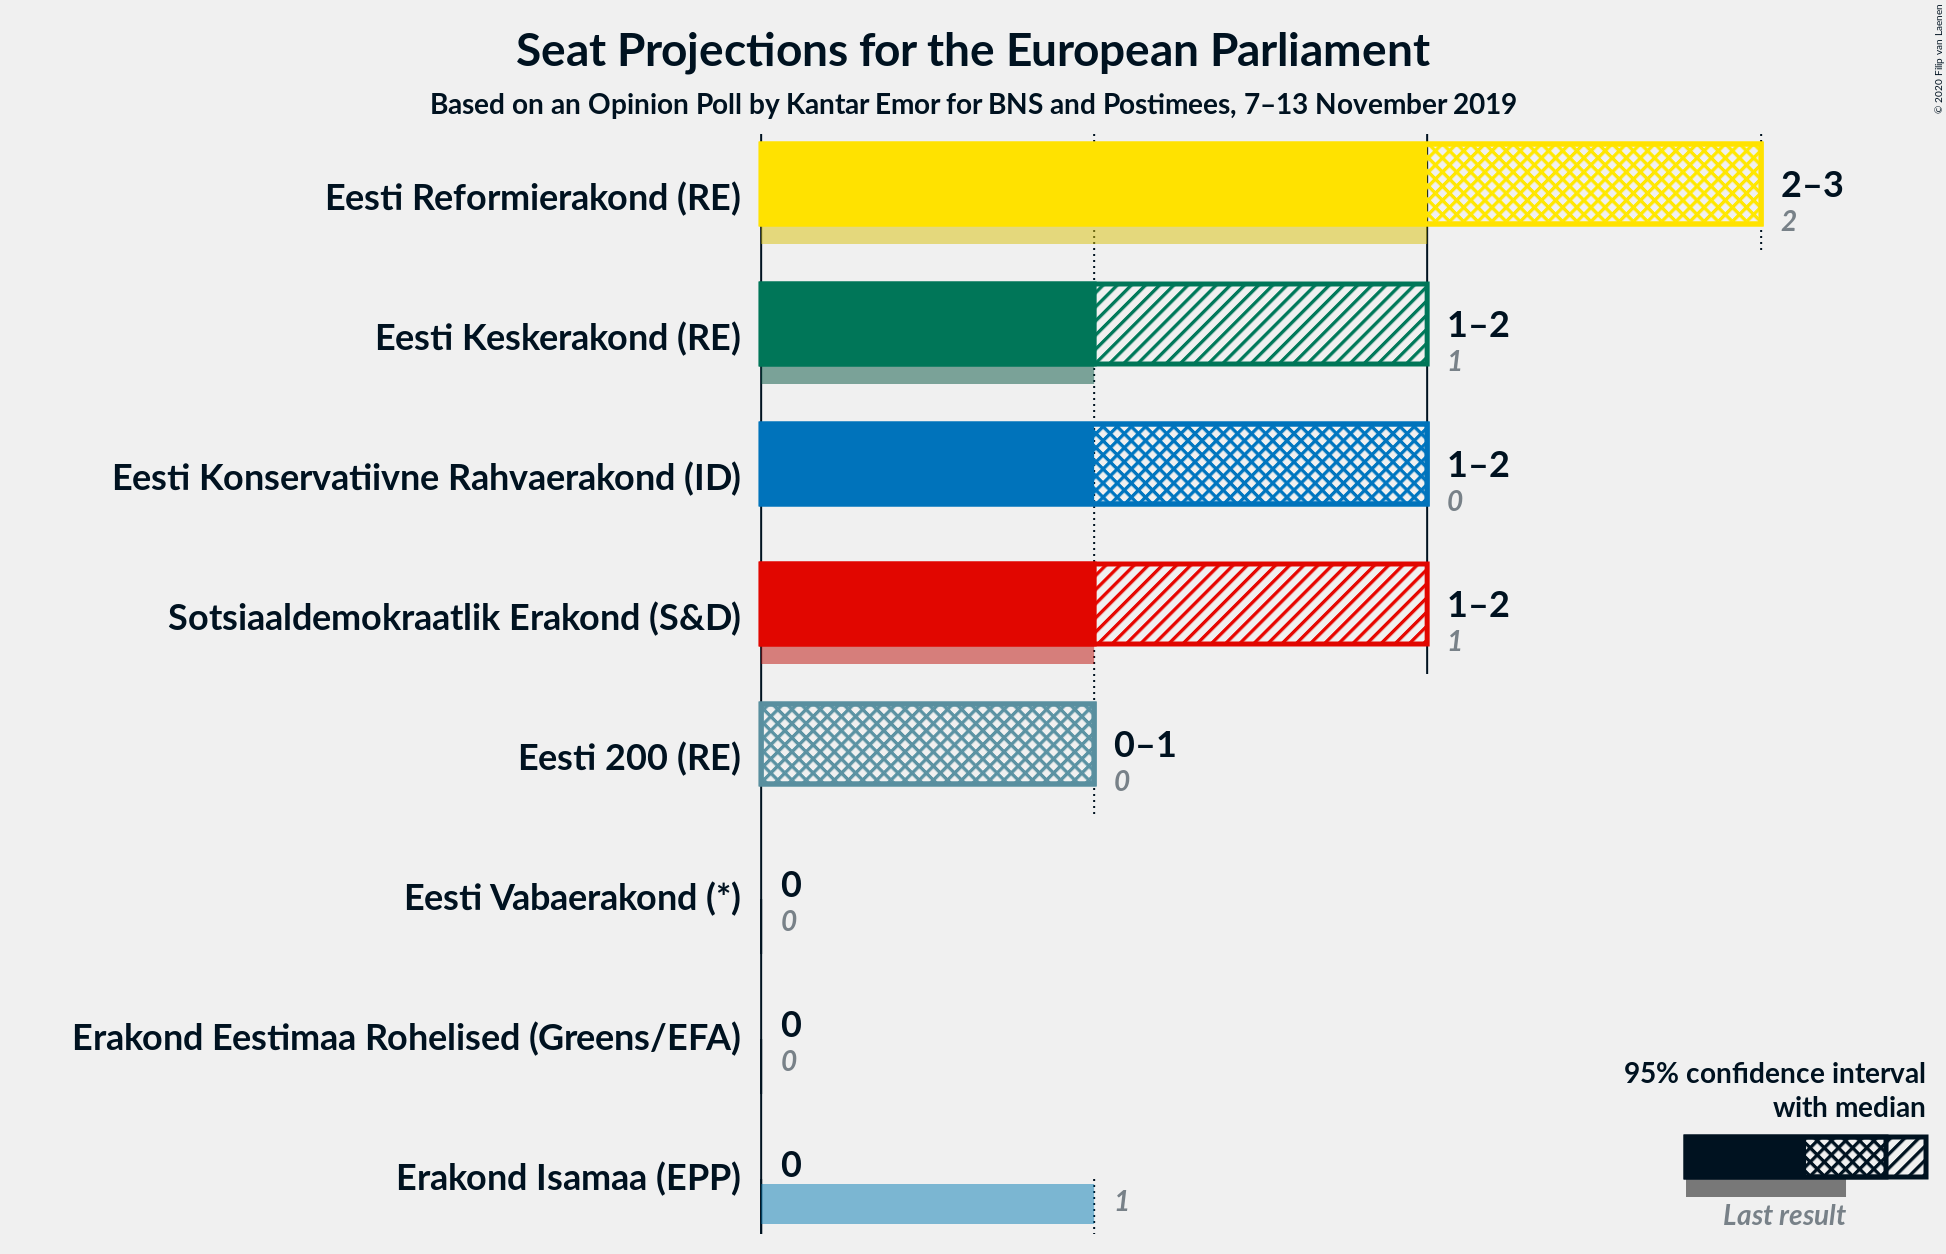 Seat Projections for the European Parliament
Based on an Opinion Poll by Kantar Emor for BNS and Postimees, 7–13 November 2019
© 2020 Filip van Laenen
Eesti Reformierakond (RE)
2–3
2
Eesti Keskerakond (RE)
1–2
1
Eesti Konservatiivne Rahvaerakond (ID)
1–2
0
Sotsiaaldemokraatlik Erakond (S&D)
1–2
1
Eesti 200 (RE)
0–1
0
Eesti Vabaerakond (*)
0
0
Erakond Eestimaa Rohelised (Greens/EFA)
0
0
Erakond Isamaa (EPP)
0
1
95% confidence interval
with median
Last result